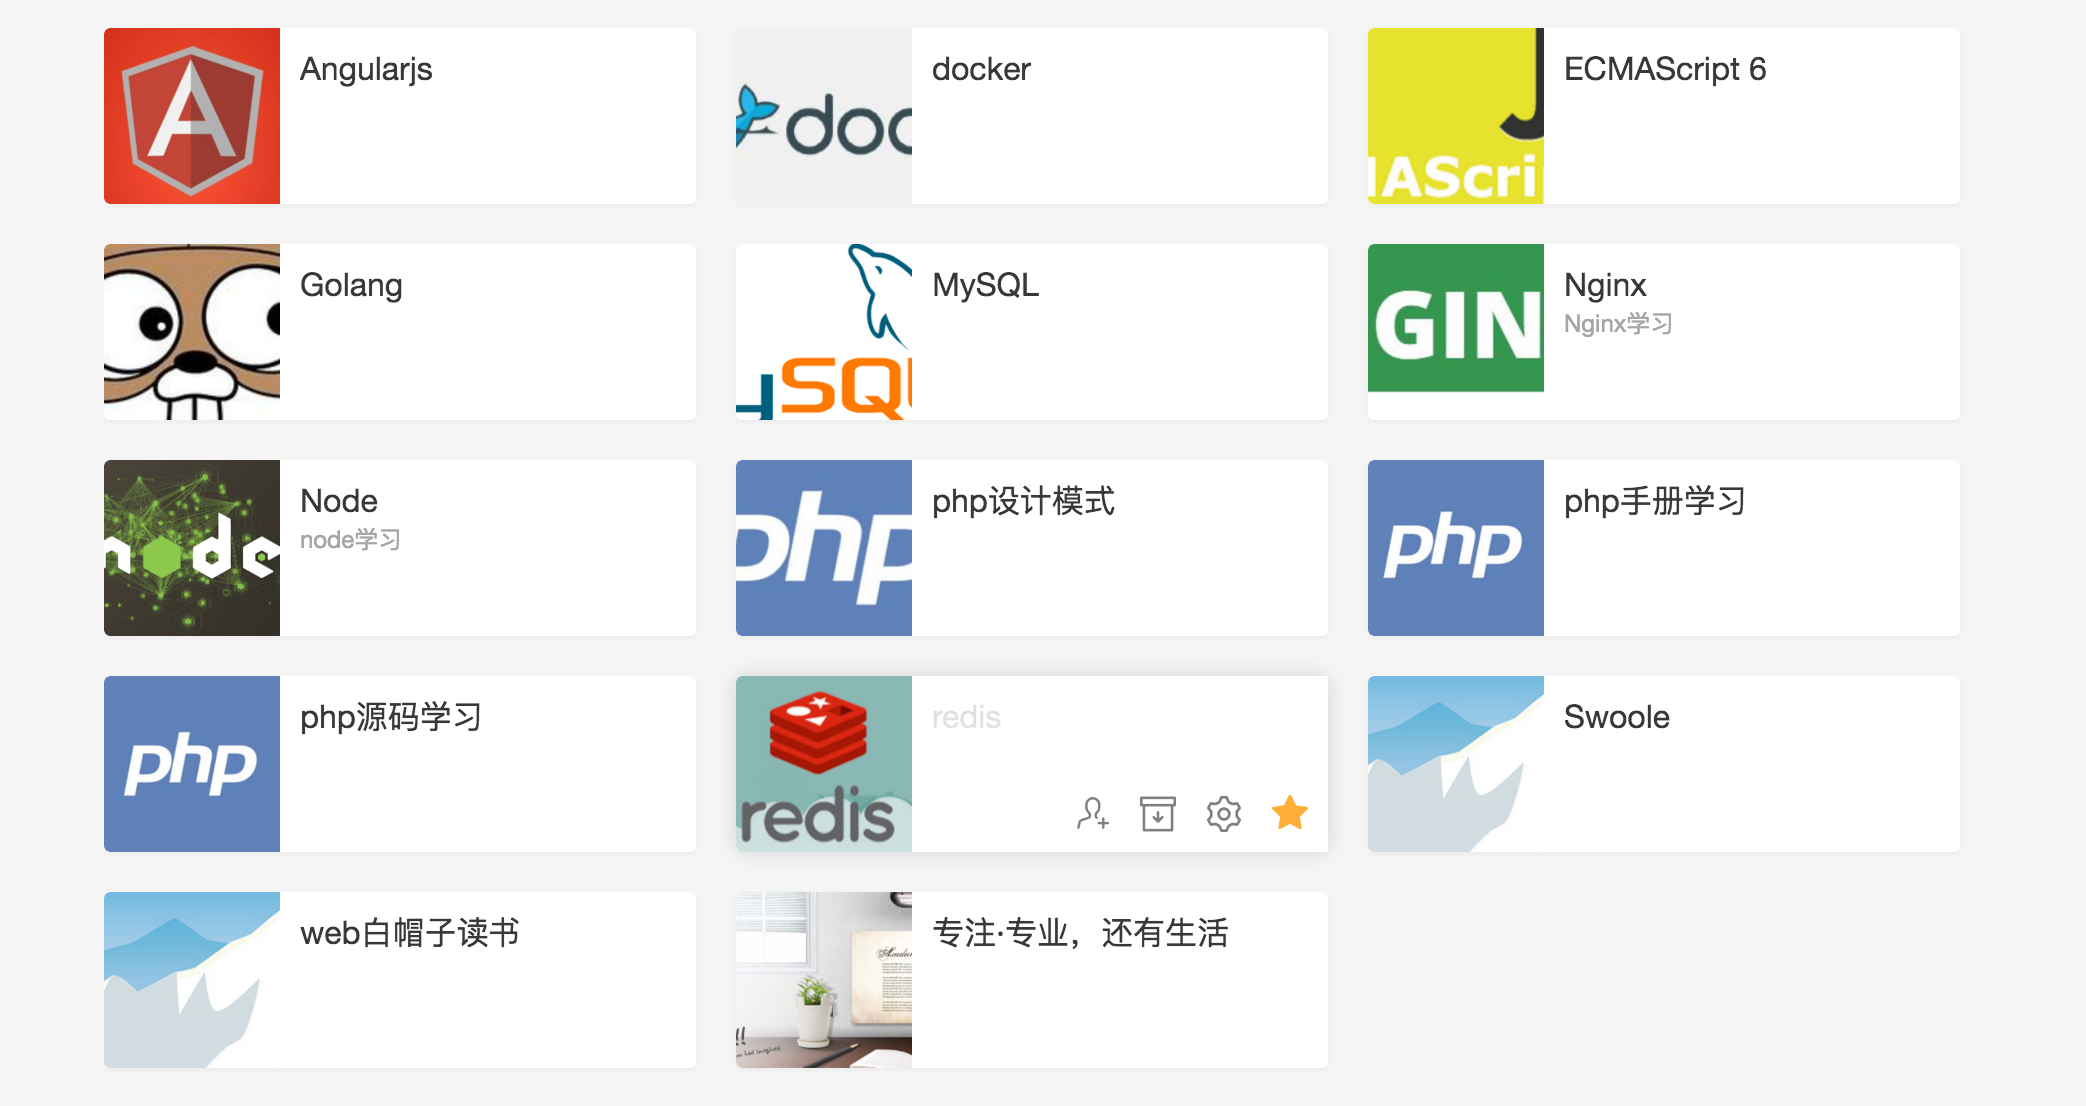 Angularjs
doc
docker
J
MAScri
ECMAScript 6
Golang
ySQL
MySQL
GIN
Nginx
Nginx学习
node
Node
node学习
php
php设计模式
php
php手册学习
php
php源码学习
redis
redis
Swoole
web白帽子读书
专注·专业，还有生活